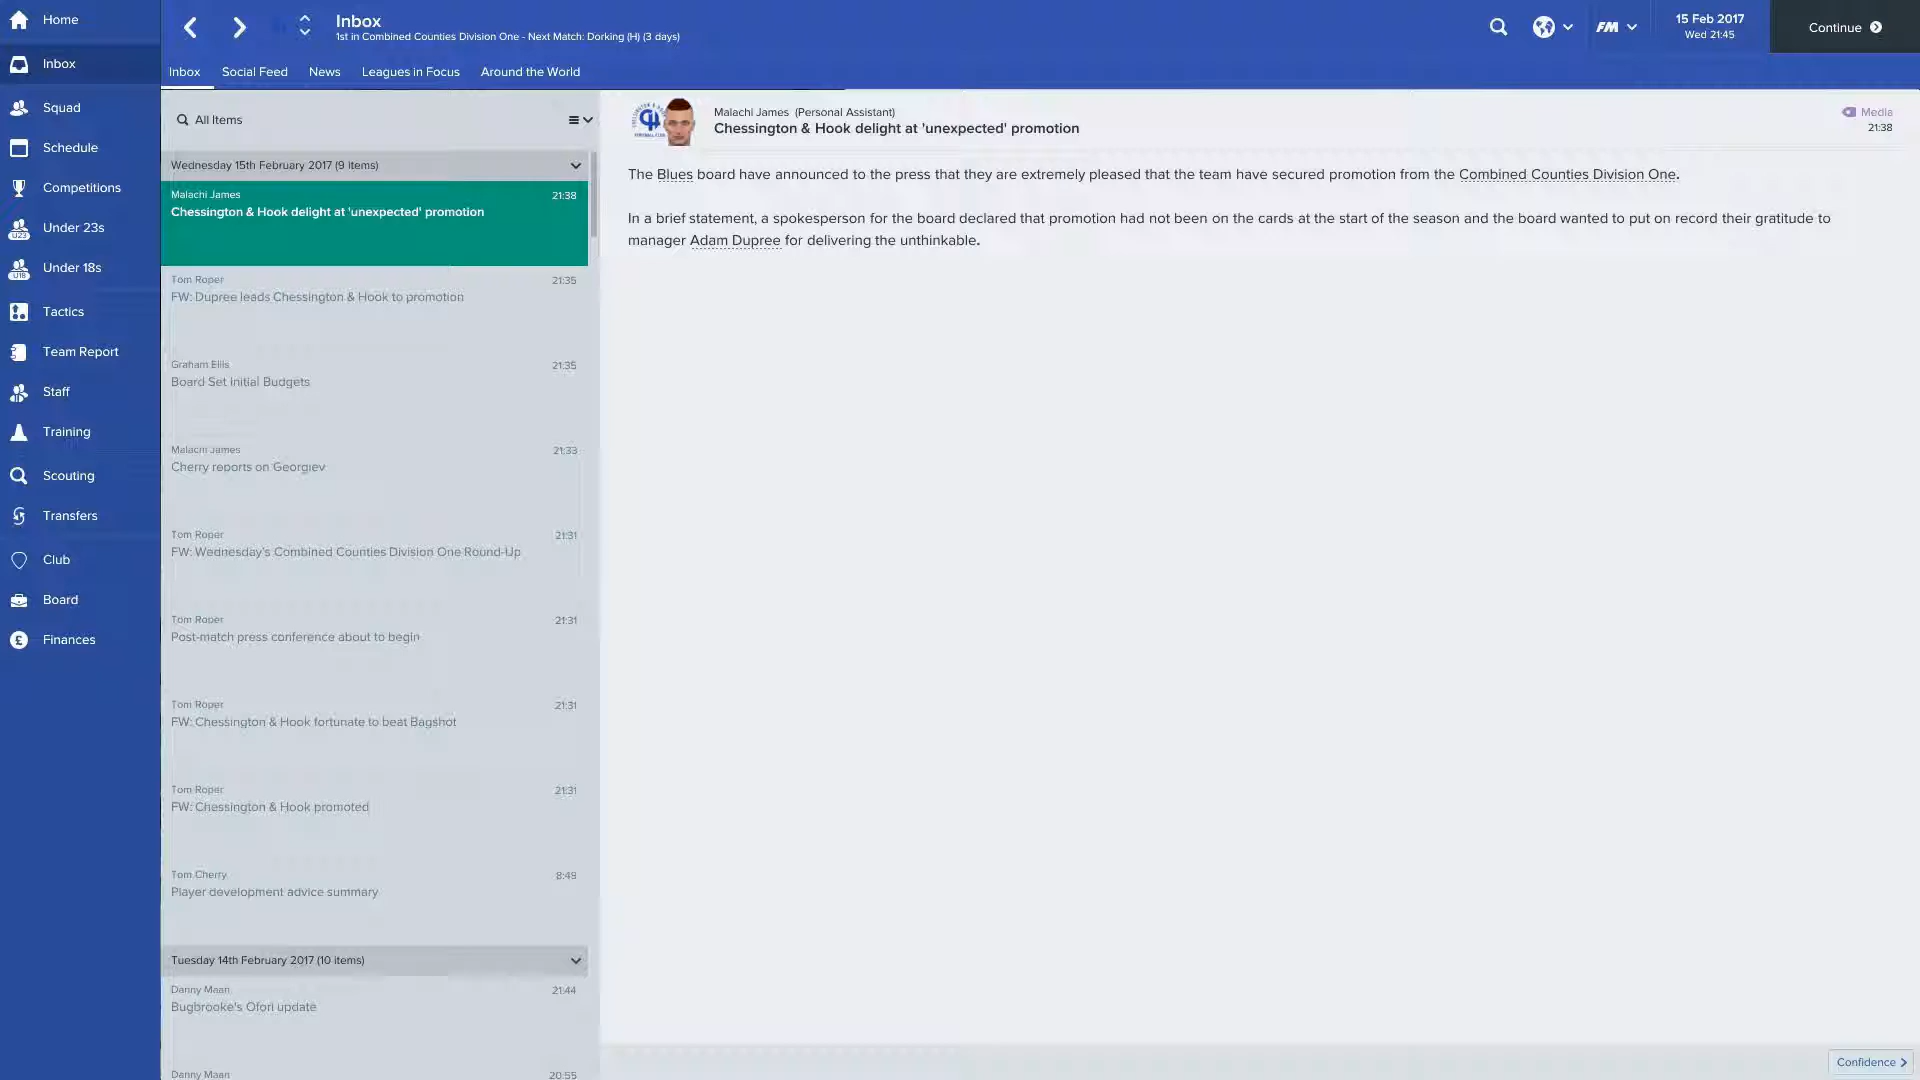 Home
Inbox
Squad
Schedule
Competitions
Under 23s
Under 18s
Tactics
Team Report
Staff
Training
Scouting
Transfers
Club
Board
Finances
Inbox
1st in Combined Counties Division One - Next Match: Dorking (H) (3 days)
FM
15 Feb 2017
Wed 21:45
Continue
Inbox
Social Feed
News
Leagues in Focus
Around the World
All Items
Wednesday 15th February 2017 (9 Items)
Malachi James 21:38
Chessington & Hook delight at 'unexpected' promotion
Tom Roper 21:35
FW: Dupree leads Chessington & Hook to promotion
Graham Ellis 21:35
Board Set Initial Budgets
Malachi James 21:33
Cherry reports on Georgiev
Tom Roper 21:31
FW: Wednesday's Combined Counties Division One Round-Up
Tom Roper 21:31
Post-match press conference about to begin
Tom Roper 21:31
FW: Chessington & Hook fortunate to beat Bagshot
Tom Roper 21:31
FW: Chessington & Hook promoted
Tom Cherry 8:49
Player development advice summary
Tuesday 14th February 2017 (10 items)
Danny Maan 21:44
Bugbrooke's Ofori update
Danny Maan 20:55
Malachi James (Personal Assistant)
Chessington & Hook delight at 'unexpected' promotion
Media
21:38
The Blues board have announced to the press that they are extremely pleased that the team have secured promotion from the Combined Counties Division One.
In a brief statement, a spokesperson for the board declared that promotion had not been on the cards at the start of the season and the board wanted to put on record their gratitude to
manager Adam Dupree for delivering the unthinkable.
Confidence